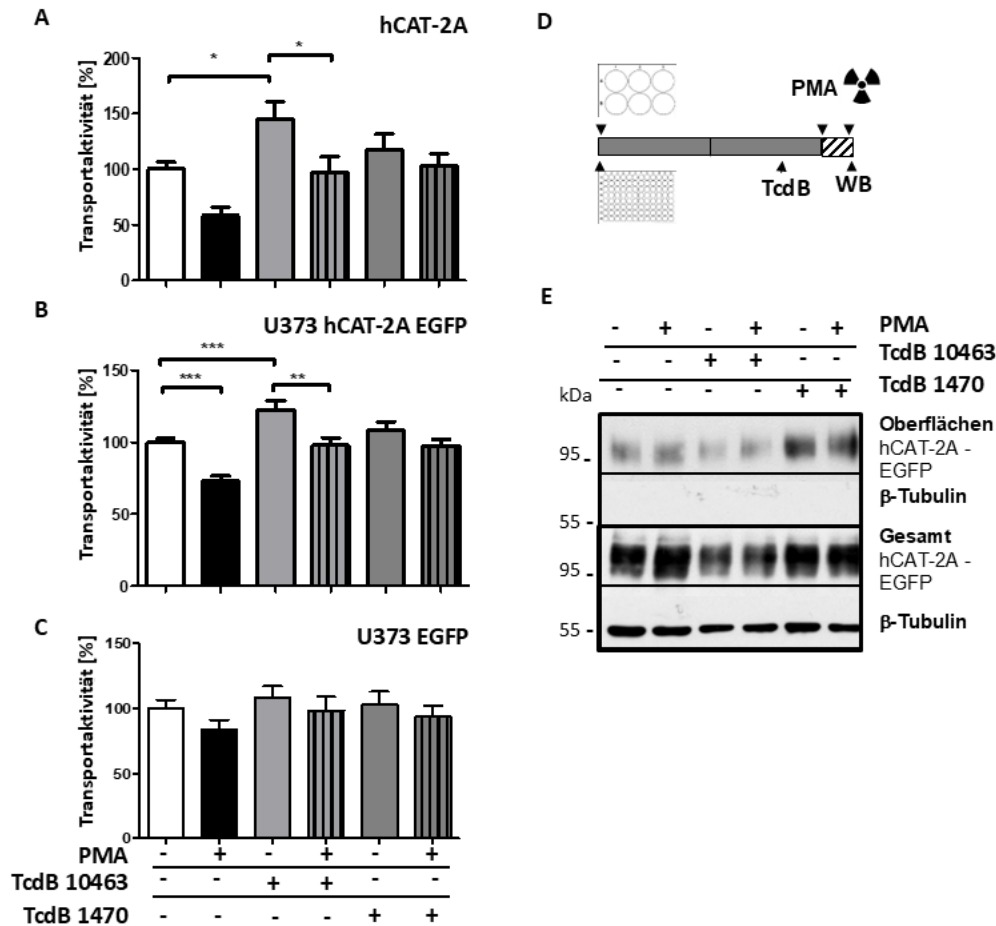 A
hCAT-2A
Transportaktivität [%]
200
150
100
50
0
*
*
B
U373 hCAT-2A EGFP
Transportaktivität [%]
150
100
50
0
***
***
**
C
U373 EGFP
Transportaktivität [%]
150
100
50
0
PMA - + - + - +
TcdB 10463 - - + + - -
TcdB 1470 - - - - + +
D
PMA
TcdB
WB
E
- + - + - + PMA
- - + + - - TcdB 10463
- - - - + + TcdB 1470
kDa
Oberflächen
hCAT-2A -
EGFP
95 -
β-Tubulin
55 -
Gesamt
hCAT-2A -
EGFP
95 -
β-Tubulin
55 -